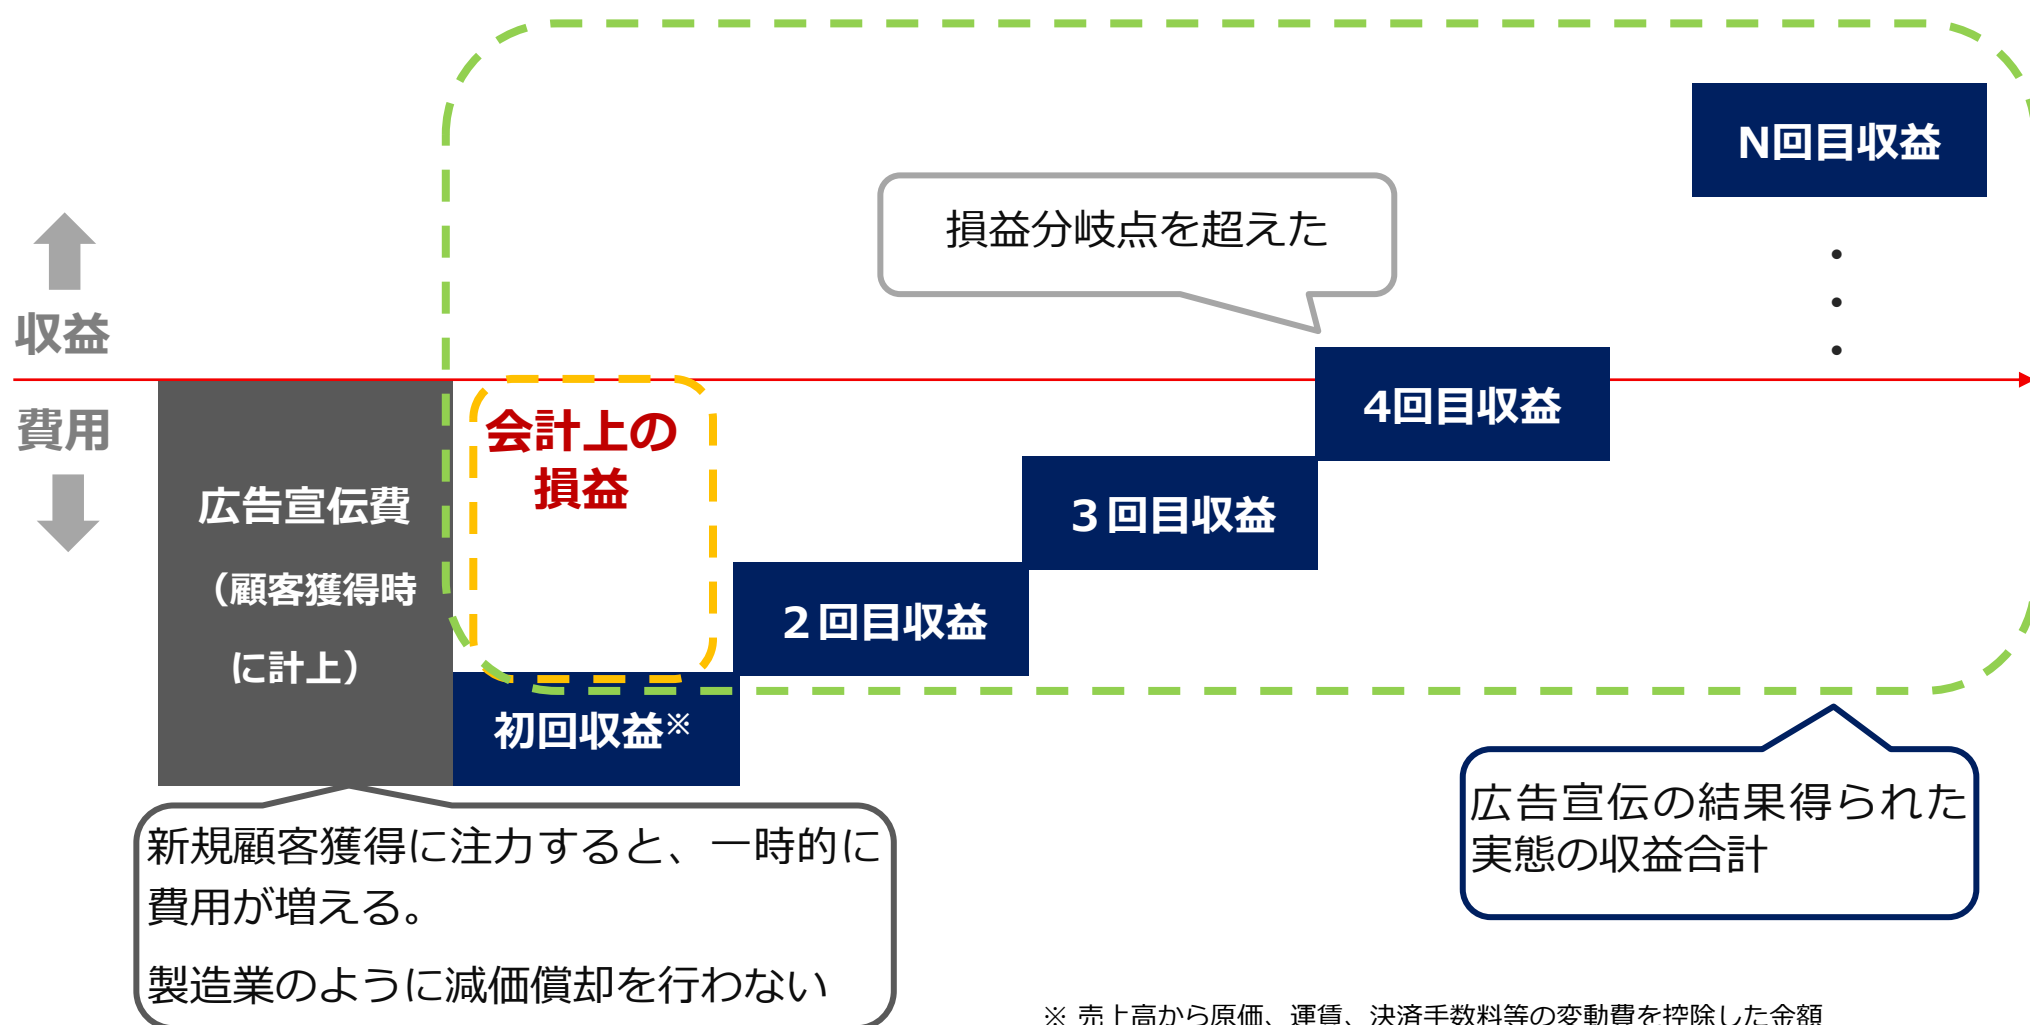 N回目収益
損益分岐点を超えた
・
・
・
収益
費用
4回目収益
会計上の
損益
広告宣伝費
（顧客獲得時
に計上）
３回目収益
２回目収益
初回収益※
新規顧客獲得に注力すると、一時的に
費用が増える。
製造業のように減価償却を行わない
広告宣伝の結果得られた
実態の収益合計
※ 売上高から原価、運賃、決済手数料等の変動費を控除した金額